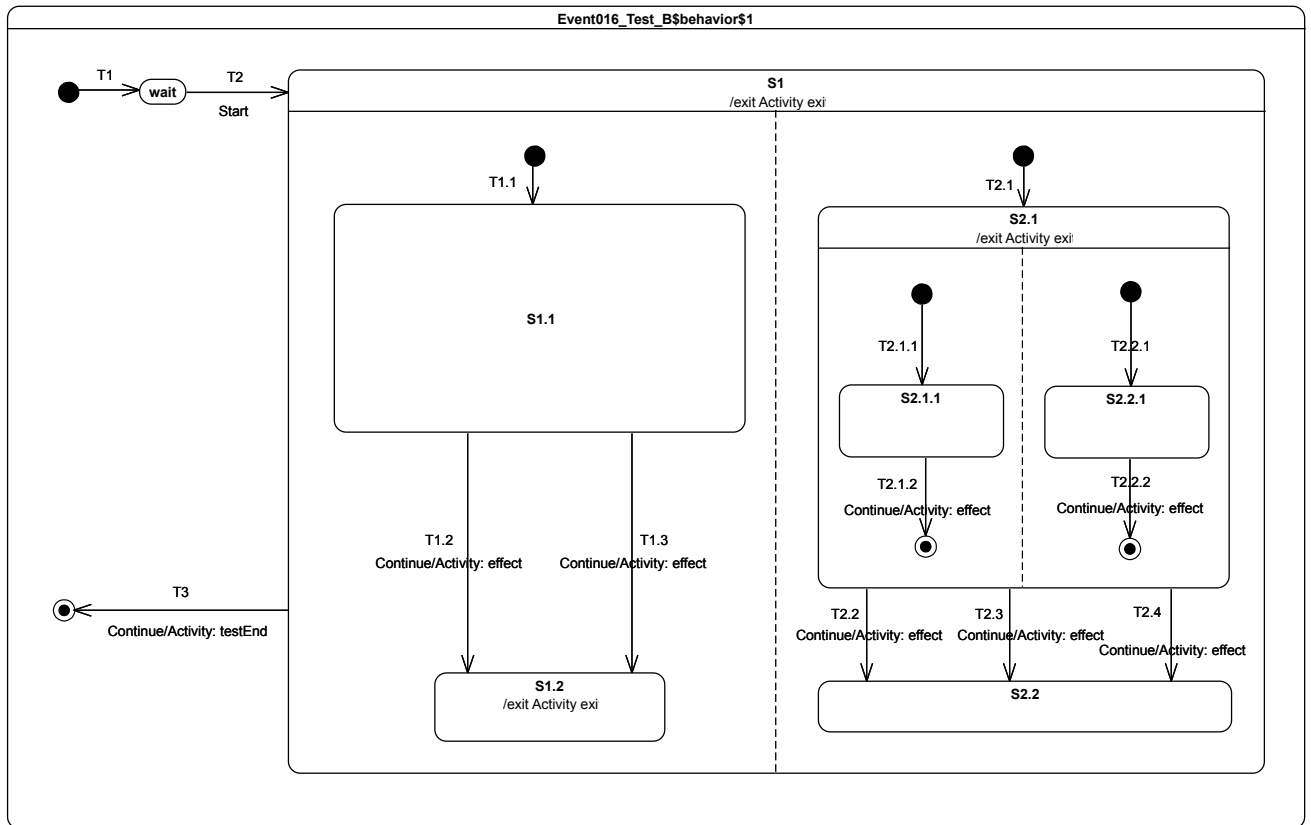 Event016_Test_B$behavior$1
T1
wait
T2
Start
S1
/exit Activity exi
T1.1
S1.1
T1.2
Continue/Activity: effect
T1.3
Continue/Activity: effect
S1.2
/exit Activity exi
T2.1
S2.1
/exit Activity exi
T2.1.1
T2.2.1
S2.1.1
S2.2.1
T2.1.2
Continue/Activity: effect
T2.2.2
Continue/Activity: effect
T2.2
Continue/Activity: effect
T2.3
Continue/Activity: effect
T2.4
Continue/Activity: effect
S2.2
T3
Continue/Activity: testEnd